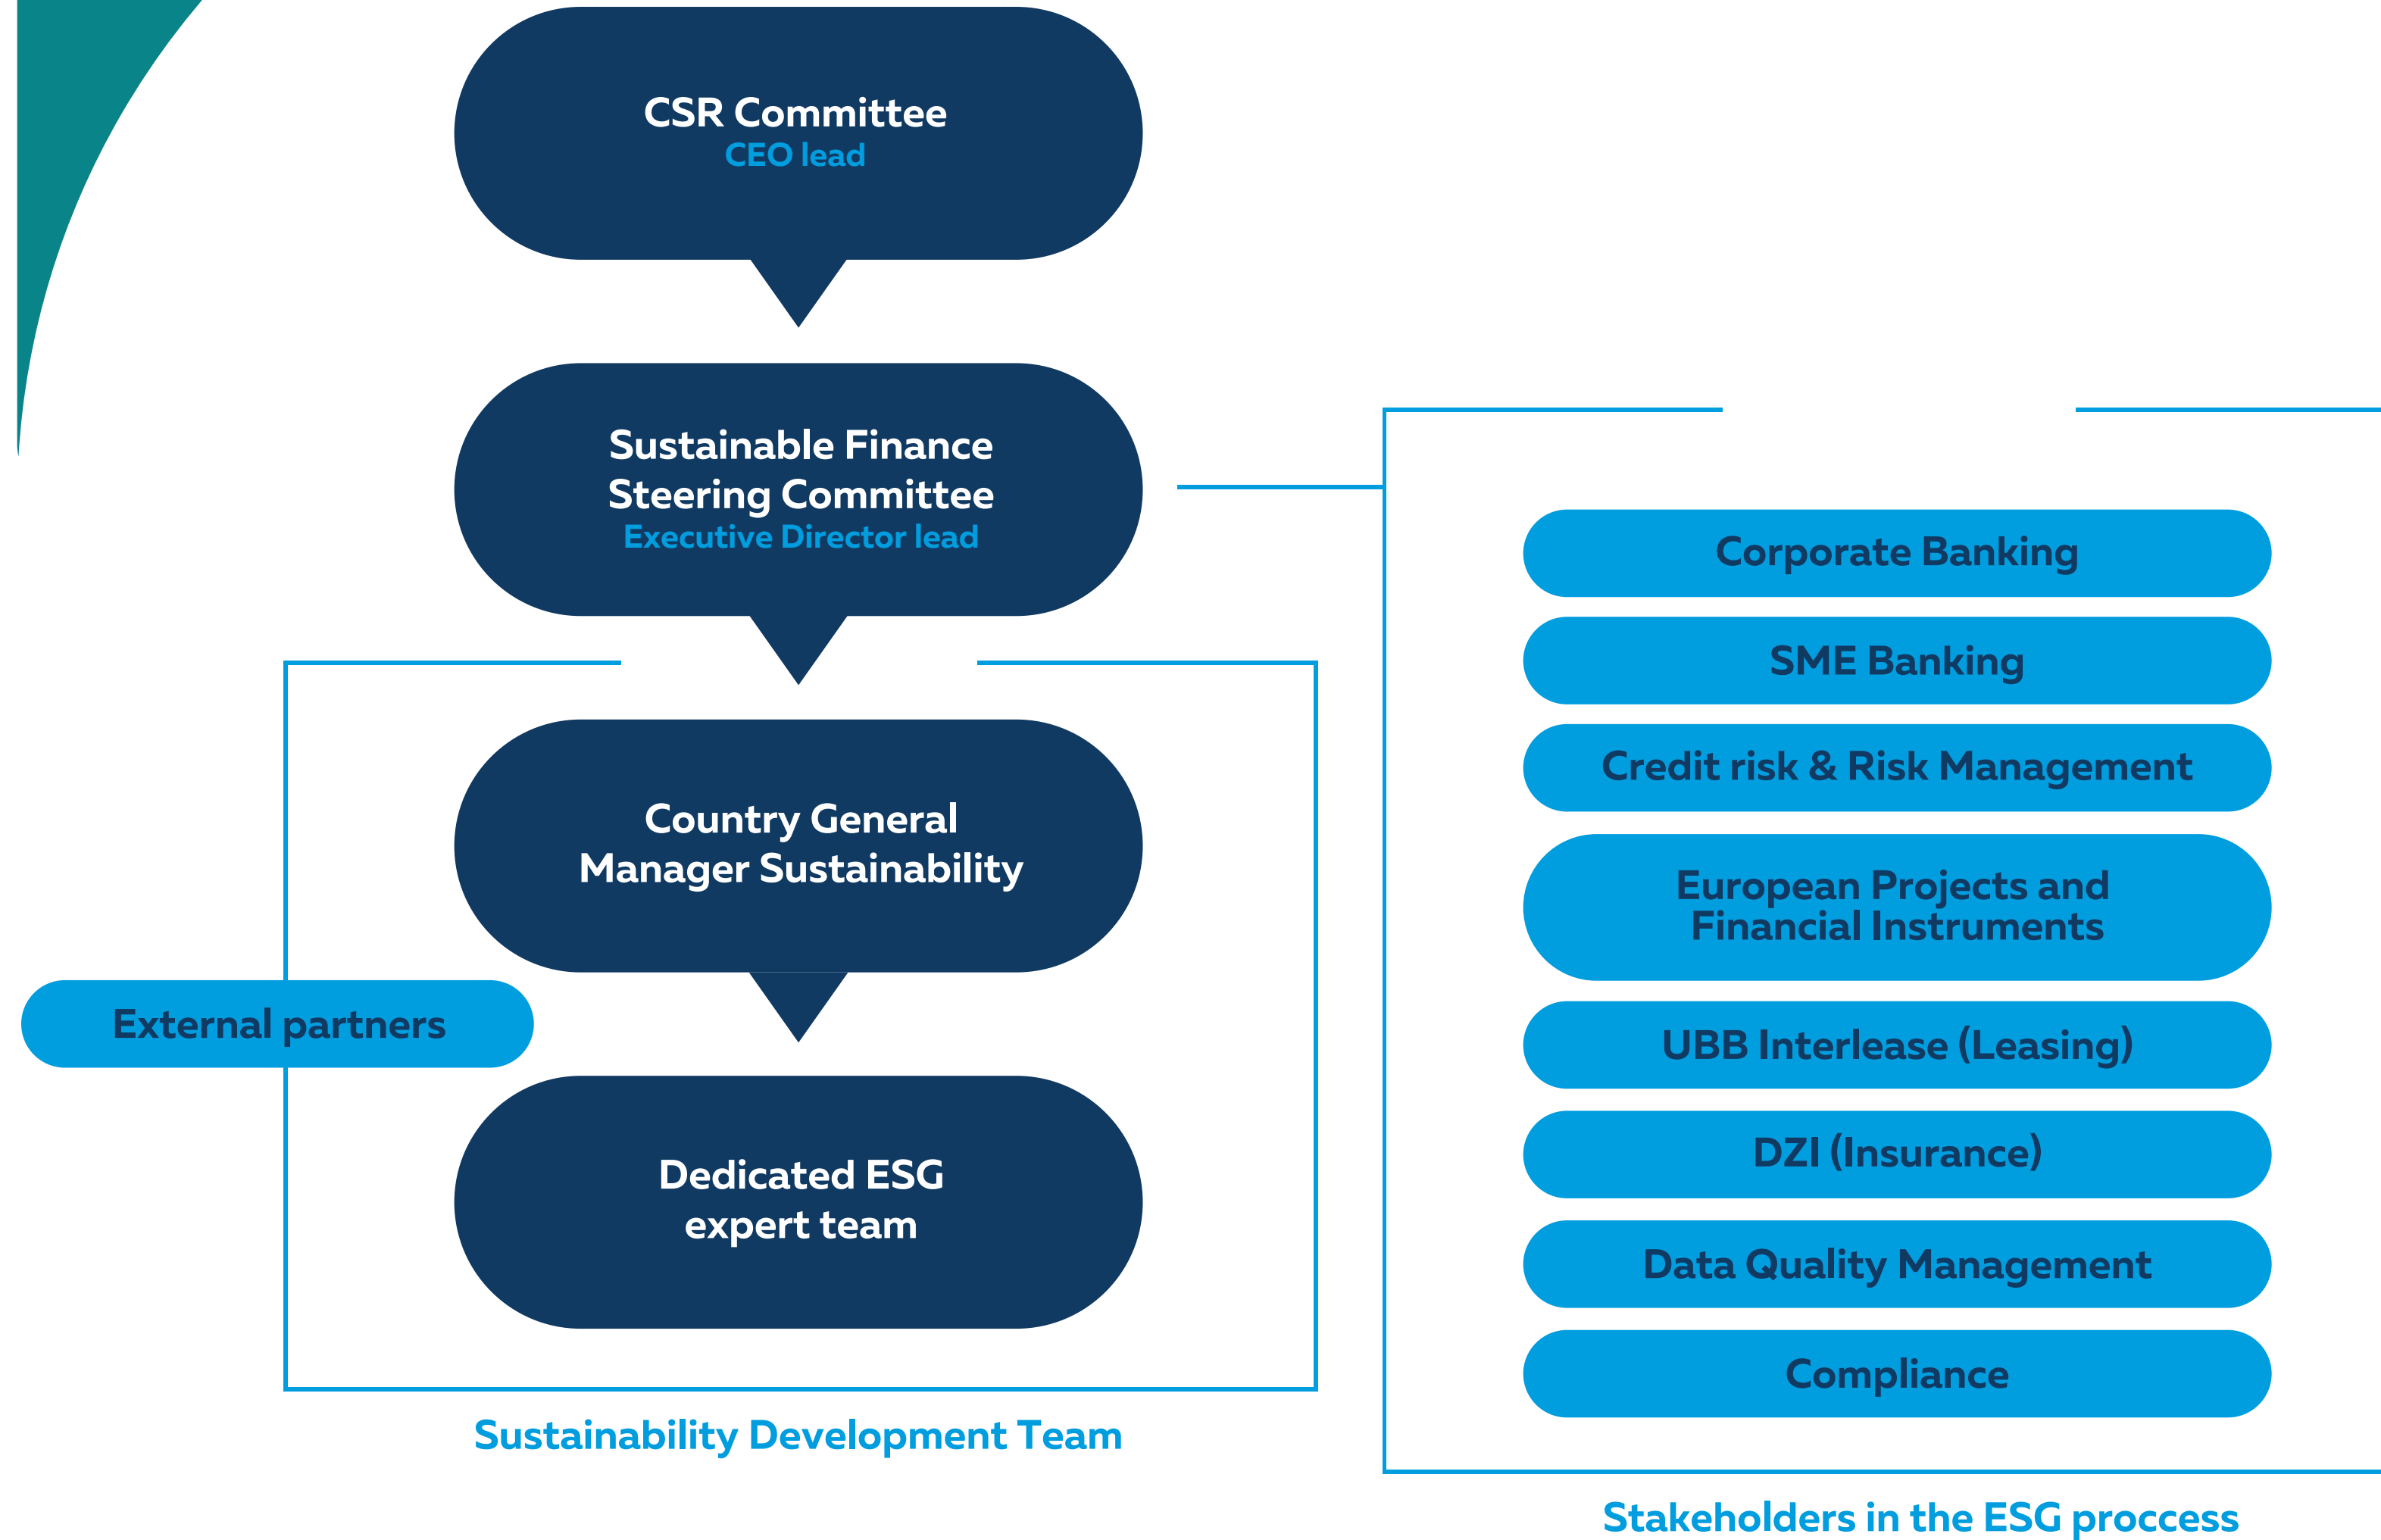 CSR Committee
CEO lead
Sustainable Finance
Steering Committee
Executive Director lead
Country General
Manager Sustainability
External partners
Dedicated ESG
expert team
Sustainability Development Team
Corporate Banking
SME Banking
Credit risk & Risk Management
European Projects and
Financial Instruments
UBB Interlease (Leasing)
DZI (Insurance)
Data Quality Management
Compliance
Stakeholders in the ESG proccess